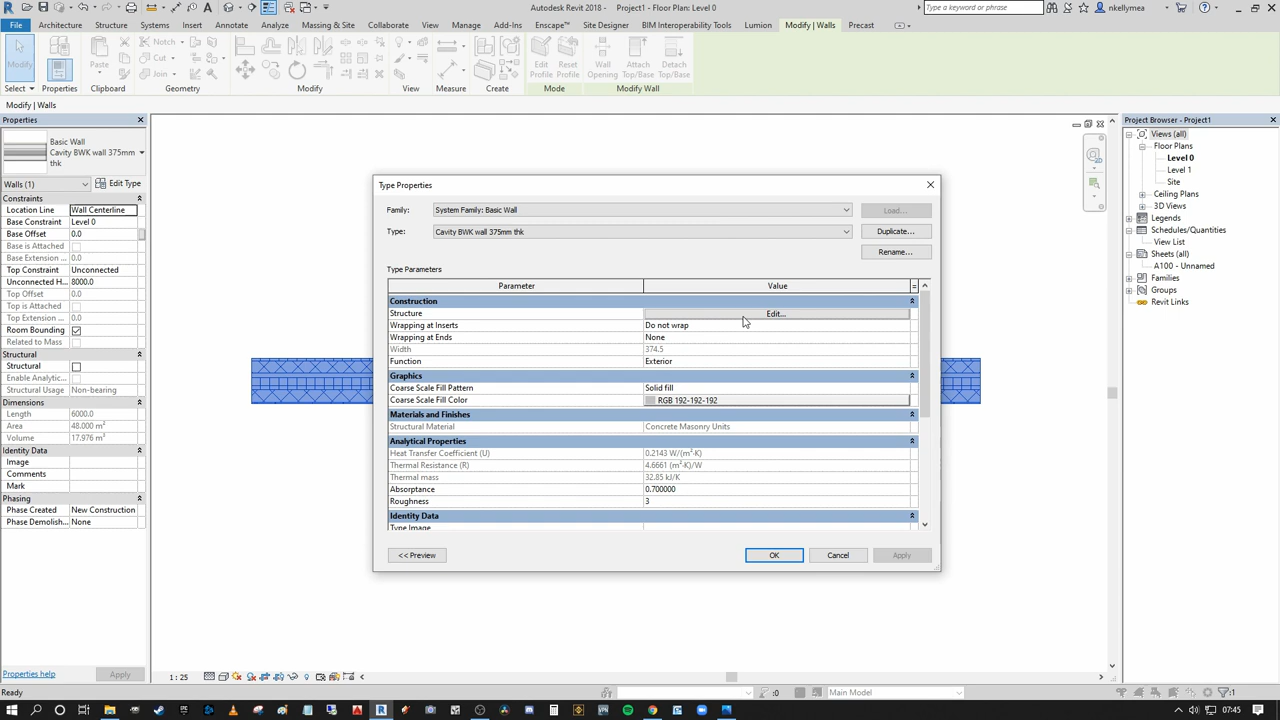 Autodesk Revit 2018 - Project1 - Floor Plan: Level 0
Type a keyword or phrase
nkellymea
File
Architecture
Structure
Systems
Insert
Annotate
Analyze
Massing & Site
Collaborate
View
Manage
Add-Ins
Enscape™
Site Designer
BIM Interoperability Tools
Lumion
Modify | Walls
Precast
Modify
Paste
Notch
Cut
Join
Edit Profile
Reset Profile
Wall Opening
Attach Top/Base
Detach Top/Base
Select
Properties
Clipboard
Geometry
Modify
View
Measure
Create
Mode
Modify Wall
Modify | Walls
Properties
Basic Wall
Cavity BWK wall 375mm
thk
Walls (1)
Edit Type
Constraints
Location Line Wall Centerline
Base Constraint Level 0
Base Offset 0.0
Base is Attached
Base Extension ...0.0
Top Constraint Unconnected
Unconnected H... 8000.0
Top Offset 0.0
Top is Attached
Top Extension ... 0.0
Room Bounding
Related to Mass
Structural
Structural
Enable Analytic...
Structural Usage Non-bearing
Dimensions
Length 6000.0
Area 48.000 m²
Volume 17.976 m³
Identity Data
Image
Comments
Mark
Phasing
Phase Created New Construction
Phase Demolish... None
Properties help
Apply
Type Properties
Family: System Family: Basic Wall Load...
Type: Cavity BWK wall 375mm thk Duplicate...
Rename...
Type Parameters
Parameter Value =
Construction
Structure Edit...
Wrapping at Inserts Do not wrap
Wrapping at Ends None
Width 374.5
Function Exterior
Graphics
Coarse Scale Fill Pattern Solid fill
Coarse Scale Fill Color RGB 192-192-192
Materials and Finishes
Structural Material Concrete Masonry Units
Analytical Properties
Heat Transfer Coefficient (U) 0.2143 W/(m²·K)
Thermal Resistance (R) 4.6661 (m²·K)/W
Thermal mass 32.85 kJ/K
Absorptance 0.700000
Roughness 3
Identity Data
Type Image
<< Preview OK Cancel Apply
Project Browser - Project1
Views (all)
Floor Plans
Level 0
Level 1
Site
Ceiling Plans
3D Views
Legends
Schedules/Quantities
View List
Sheets (all)
A100 - Unnamed
Families
Groups
Revit Links
1 : 25
Ready
:0
Main Model
:1
07:45